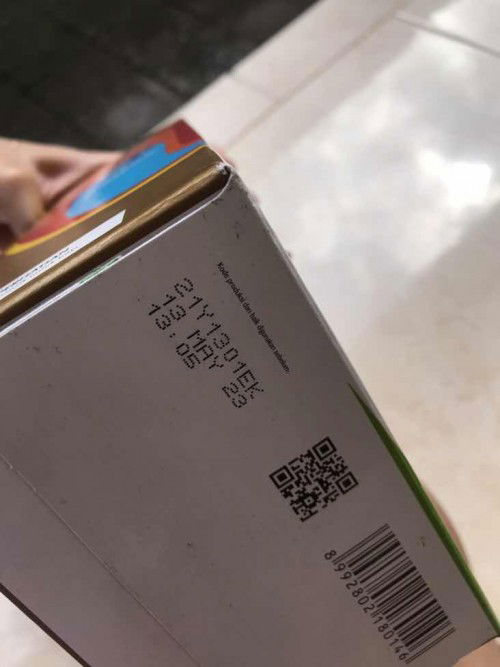 Kode produksi dan baik digunakan sebelum:
21Y1301EK
13 MAY 23
13:05
8992802180146